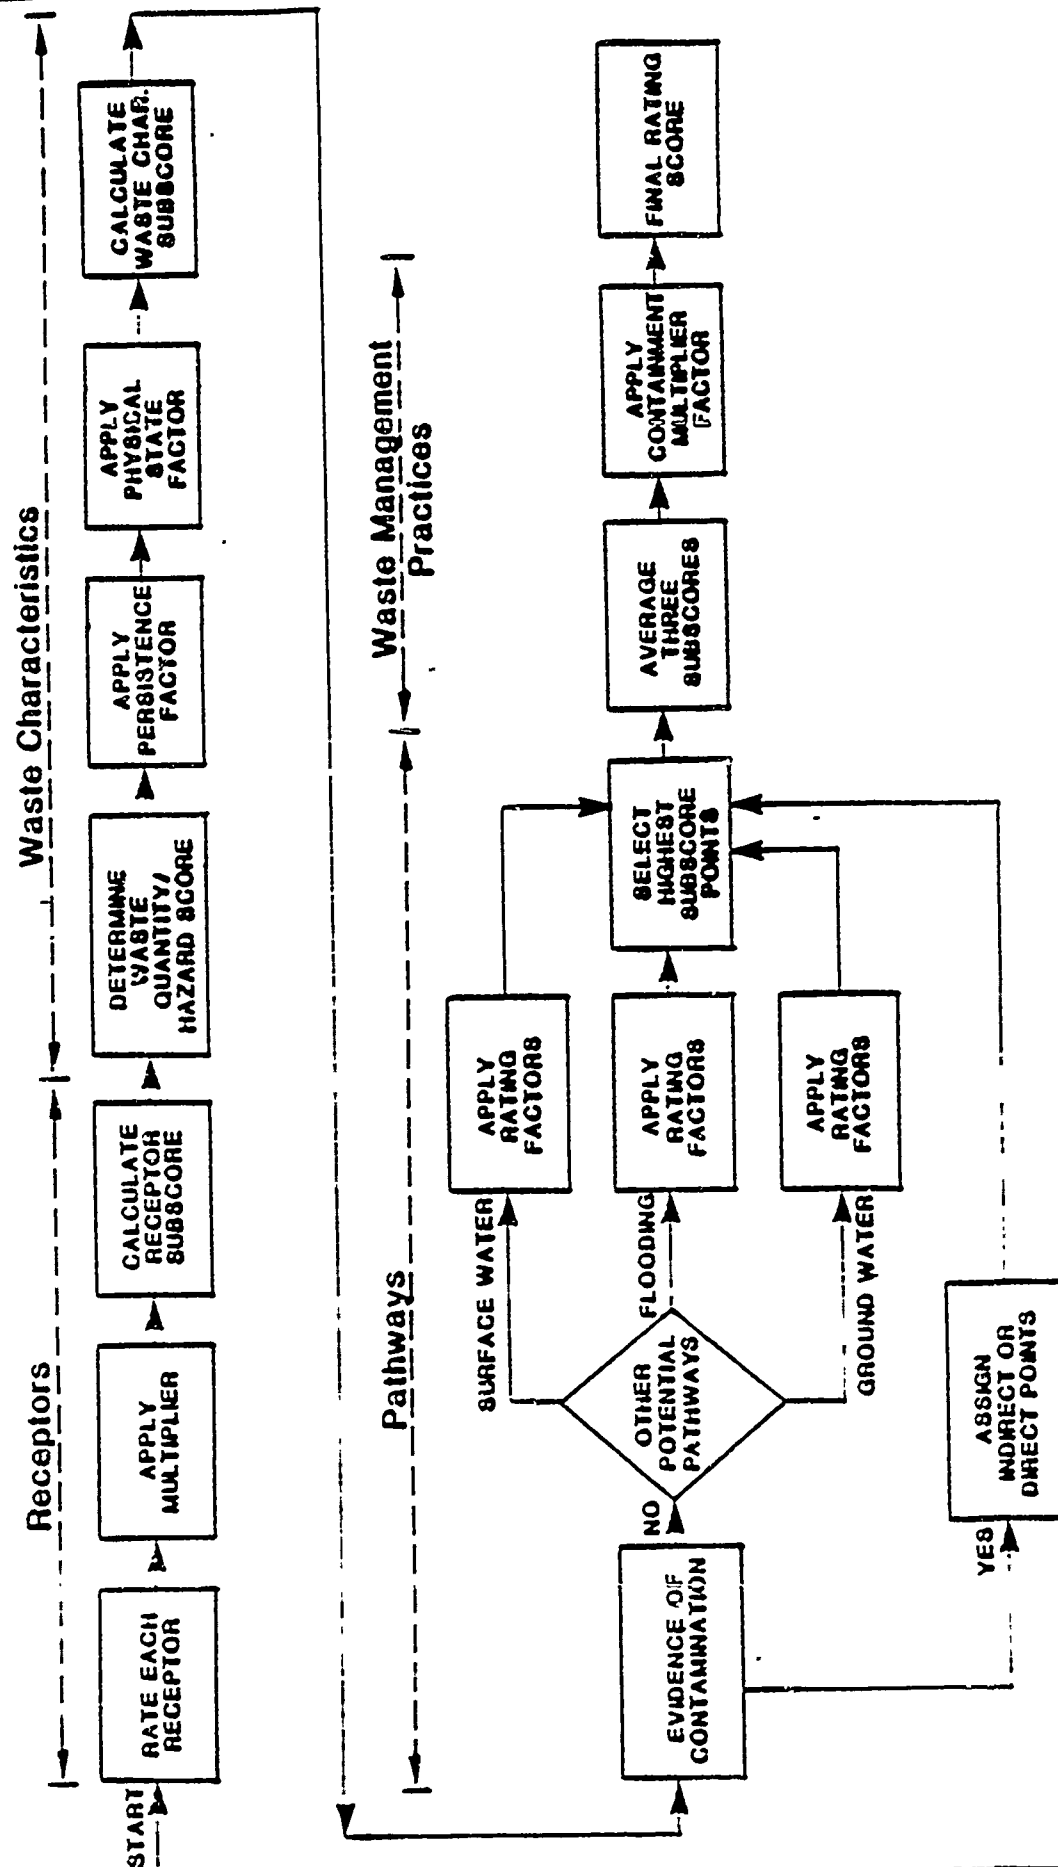 Receptors
Waste Characteristics
START
RATE EACH
RECEPTOR
APPLY
MULTIPLIER
CALCULATE
RECEPTOR
SUBSCORE
DETERMINE
WASTE
QUANTITY/
HAZARD SCORE
APPLY
PERSISTENCE
FACTOR
APPLY
PHYSICAL
STATE
FACTOR
CALCULATE
WASTE CHAR.
SUBSCORE
Pathways
Waste Management
Practices
EVIDENCE OF
CONTAMINATION
NO
YES
OTHER
POTENTIAL
PATHWAYS
SURFACE WATER
FLOODING
GROUND WATER
APPLY
RATING
FACTORS
APPLY
RATING
FACTORS
APPLY
RATING
FACTORS
ASSIGN
INDIRECT OR
DIRECT POINTS
SELECT
HIGHEST
SUBSCORE
POINTS
AVERAGE
THREE
SUBSCORES
APPLY
CONTAINMENT
MULTIPLIER
FACTOR
FINAL RATING
SCORE